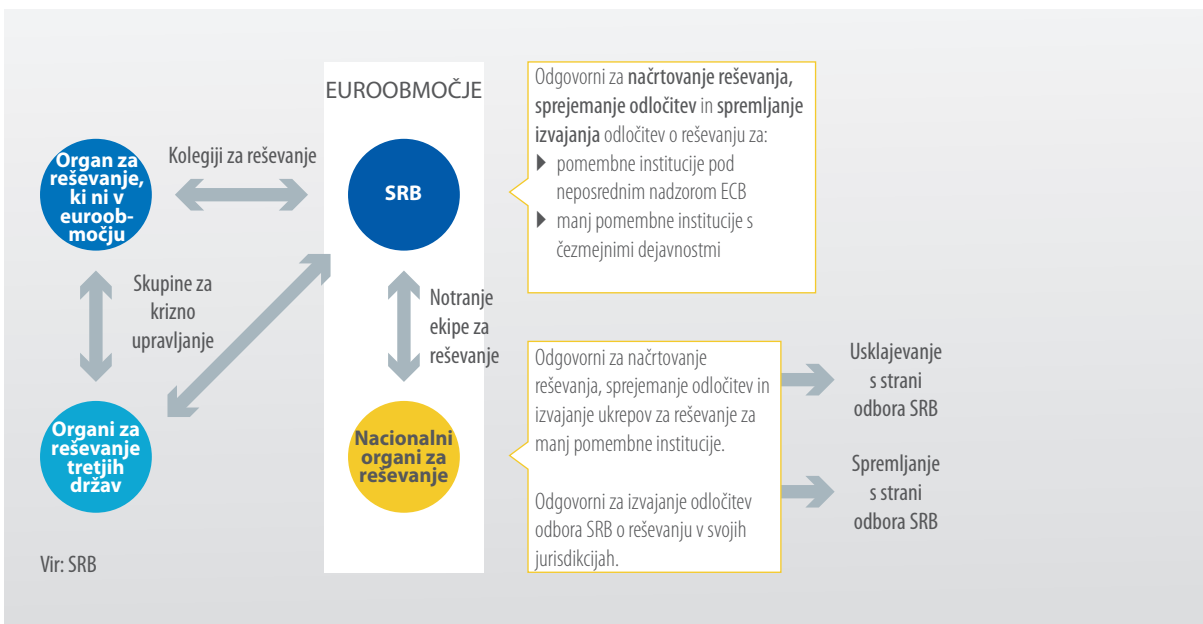 EUROOBMOČJE
Organ za
reševanje,
ki ni v
euroob-
močju
Kolegiji za reševanje
SRB
Odgovorni za načrtovanje reševanja,
sprejemanje odločitev in spremljanje
izvajanja odločitev o reševanju za:
pomembne institucije pod
neposrednim nadzorom ECB
manj pomembne institucije s
čezmejnimi dejavnostmi
Skupine za
krizno
upravljanje
Notranje
ekipe za
reševanje
Organi za
reševanje
tretjih
držav
Nacionalni
organi za
reševanje
Odgovorni za načrtovanje
reševanja, sprejemanje odločitev in
izvajanje ukrepov za reševanje za
manj pomembne institucije.
Odgovorni za izvajanje odločitev
odbora SRB o reševanju v svojih
jurisdikcijah.
Usklajevanje
s strani
odbora SRB
Spremljanje
s strani
odbora SRB
Vir: SRB